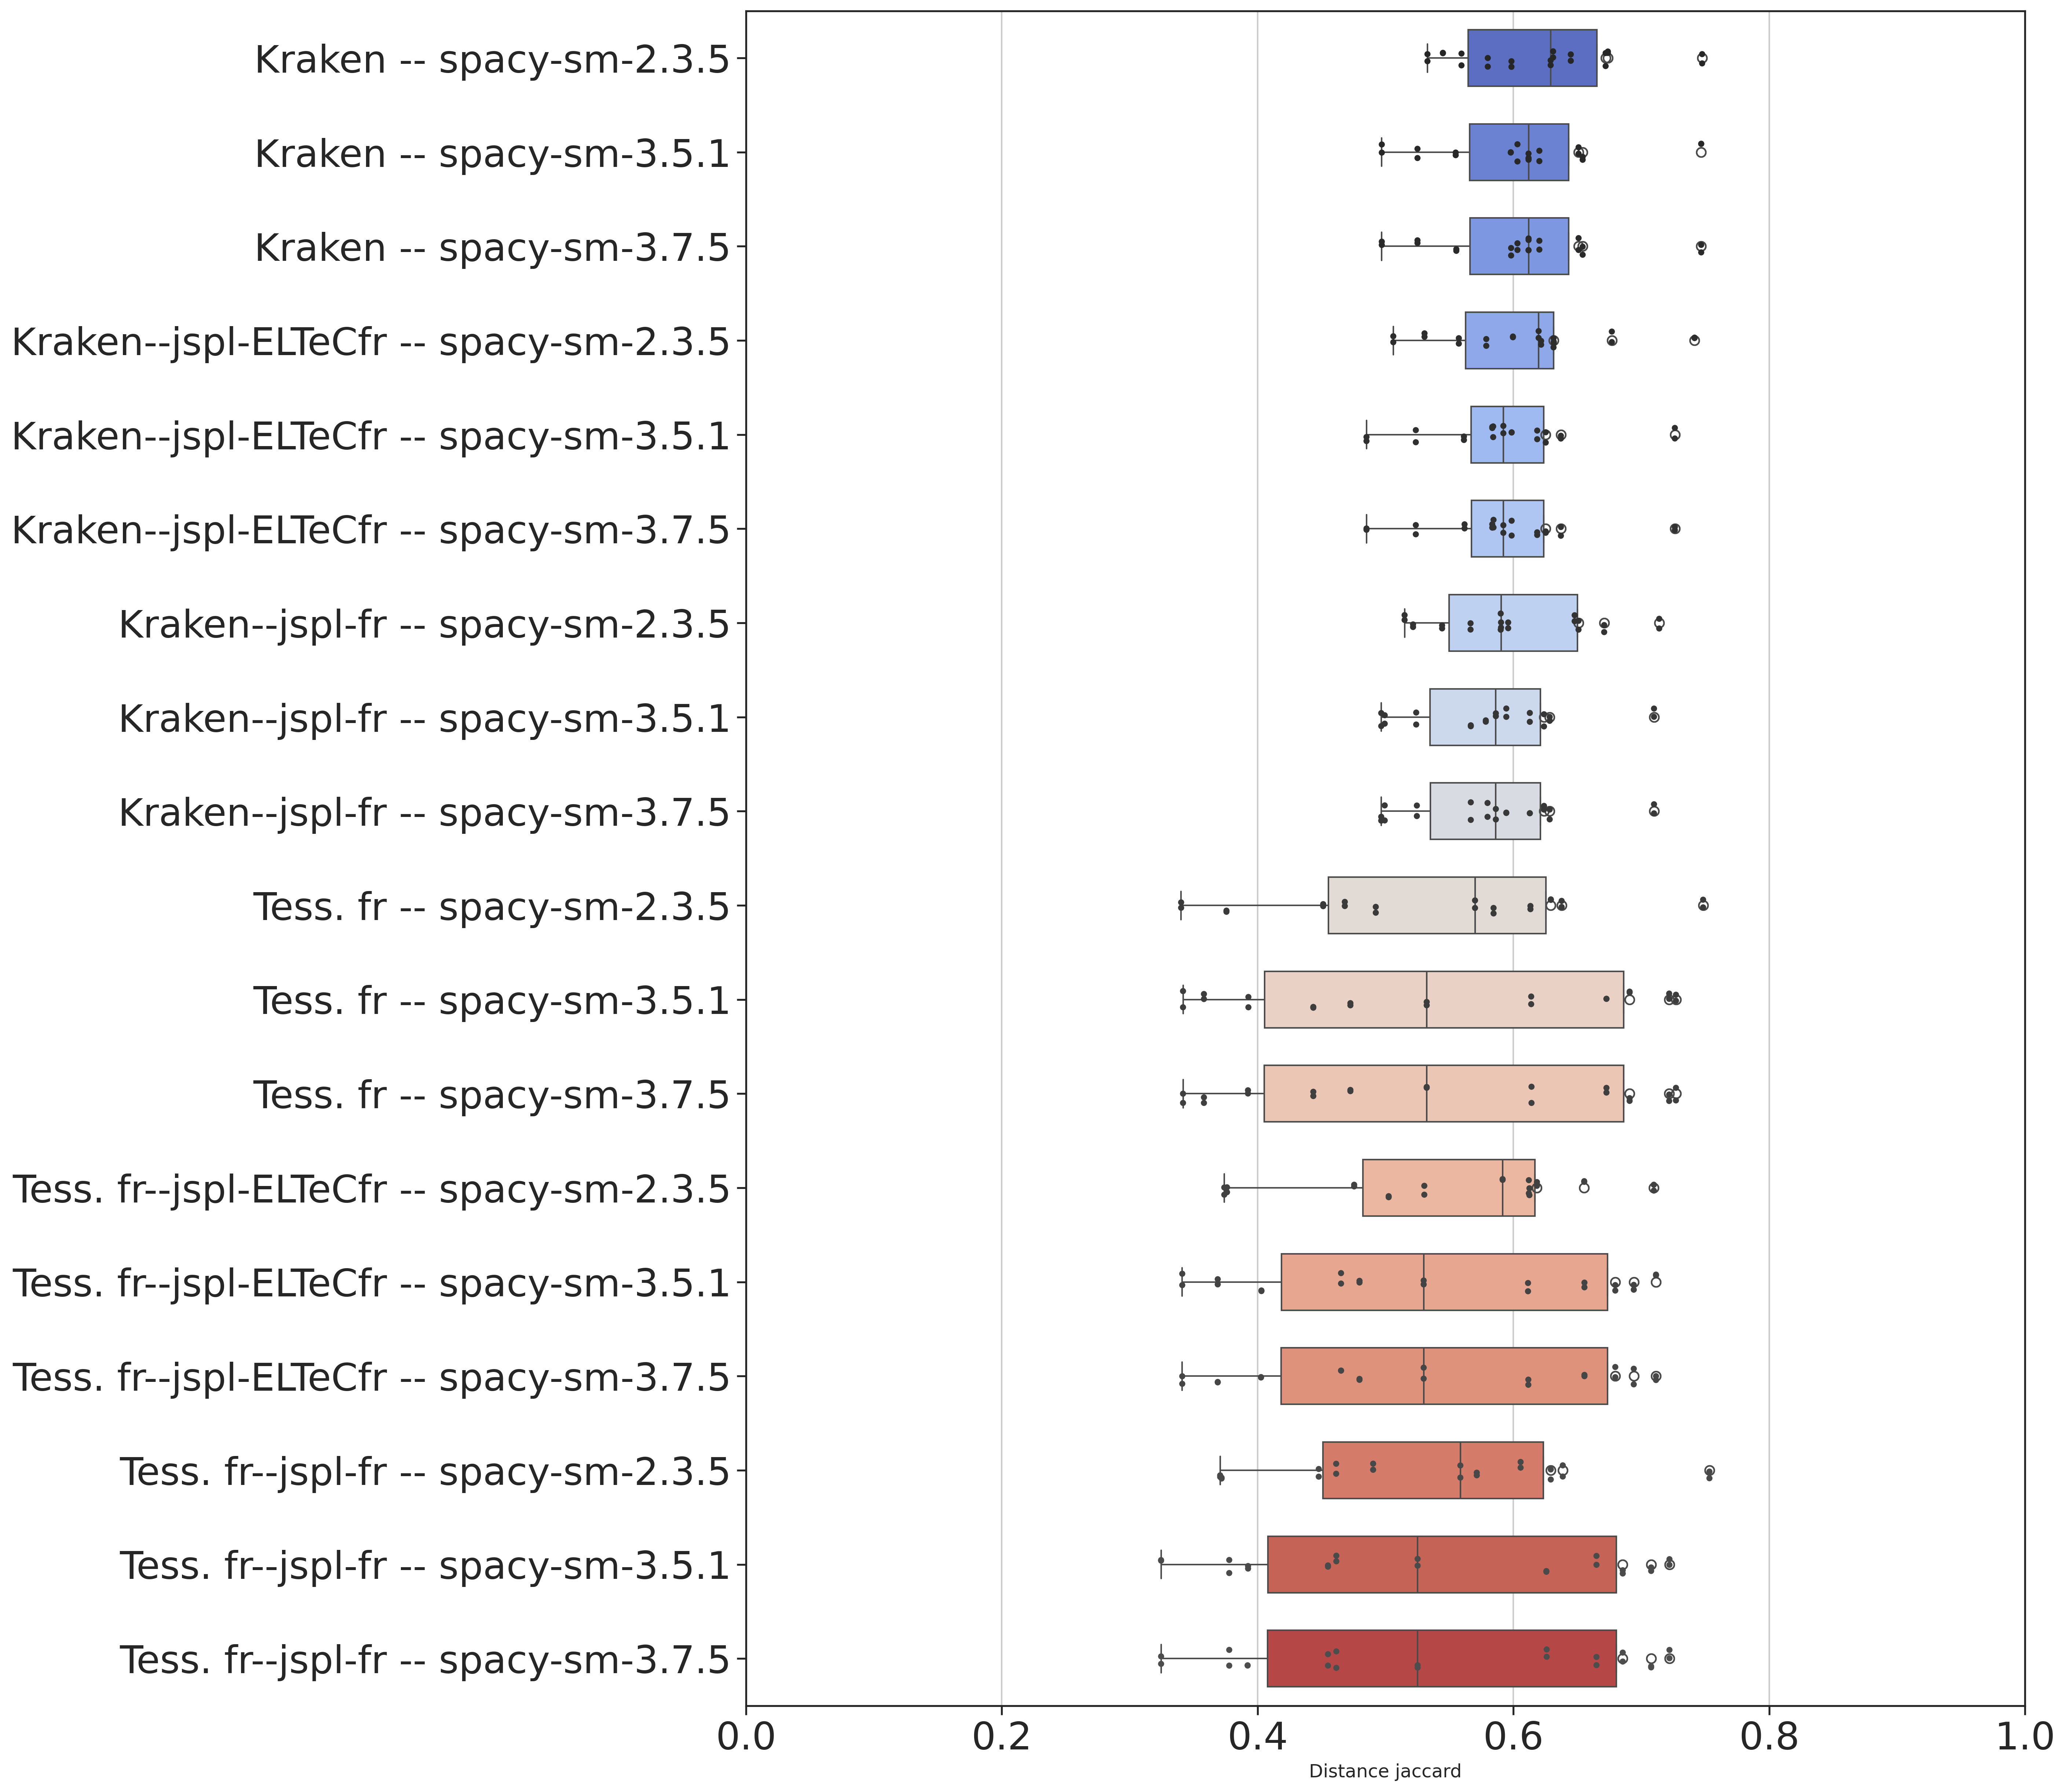 Kraken -- spacy-sm-2.3.5
Kraken -- spacy-sm-3.5.1
Kraken -- spacy-sm-3.7.5
Kraken--jspl-ELTeCfr -- spacy-sm-2.3.5
Kraken--jspl-ELTeCfr -- spacy-sm-3.5.1
Kraken--jspl-ELTeCfr -- spacy-sm-3.7.5
Kraken--jspl-fr -- spacy-sm-2.3.5
Kraken--jspl-fr -- spacy-sm-3.5.1
Kraken--jspl-fr -- spacy-sm-3.7.5
Tess. fr -- spacy-sm-2.3.5
Tess. fr -- spacy-sm-3.5.1
Tess. fr -- spacy-sm-3.7.5
Tess. fr--jspl-ELTeCfr -- spacy-sm-2.3.5
Tess. fr--jspl-ELTeCfr -- spacy-sm-3.5.1
Tess. fr--jspl-ELTeCfr -- spacy-sm-3.7.5
Tess. fr--jspl-fr -- spacy-sm-2.3.5
Tess. fr--jspl-fr -- spacy-sm-3.5.1
Tess. fr--jspl-fr -- spacy-sm-3.7.5
0.0 0.2 0.4 0.6 0.8 1.0
Distance jaccard